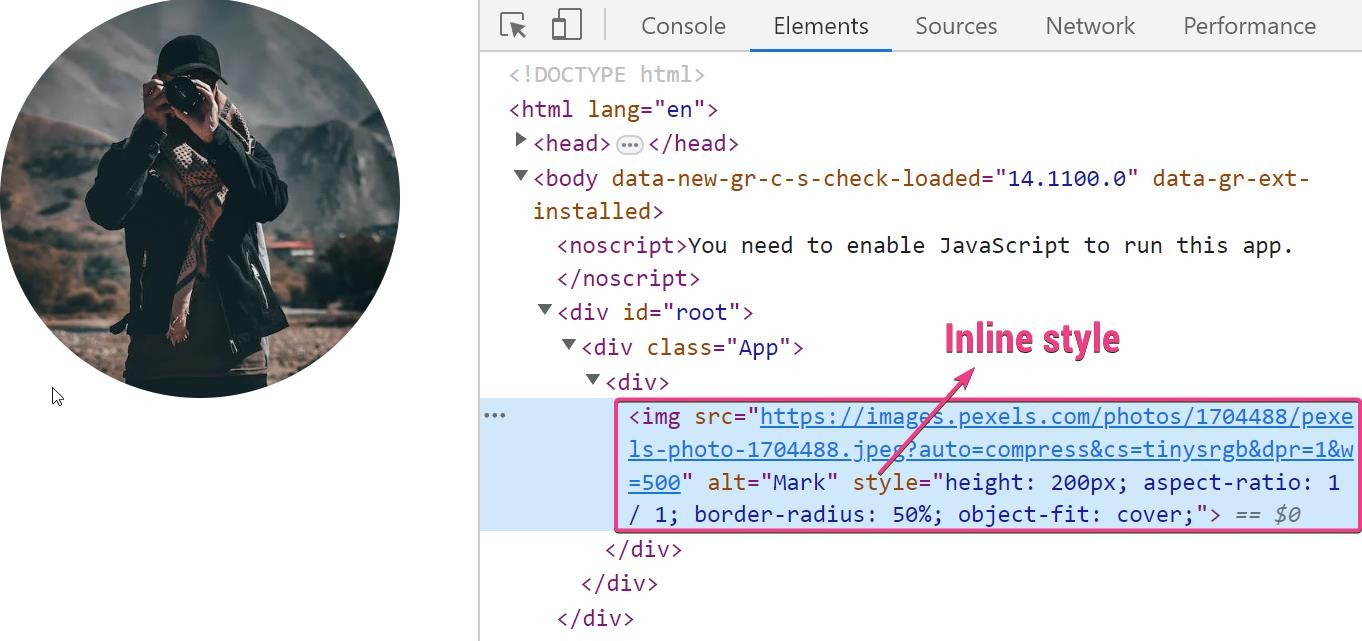 Console Elements Sources Network Performance
<!DOCTYPE html>
<html lang="en">
<head> ••• </head>
<body data-new-gr-c-s-check-loaded="14.1100.0" data-gr-ext-
installed>
<noscript>You need to enable JavaScript to run this app.
</noscript>
<div id="root">
Inline style
<div class="App">
<div>
••• <img src="https://images.pexels.com/photos/1704488/pexe
ls-photo-1704488.jpeg?auto=compress&cs=tinysrgb&dpr=1&w
=500" alt="Mark" style="height: 200px; aspect-ratio: 1
/ 1; border-radius: 50%; object-fit: cover;"> == $0
</div>
</div>
</div>